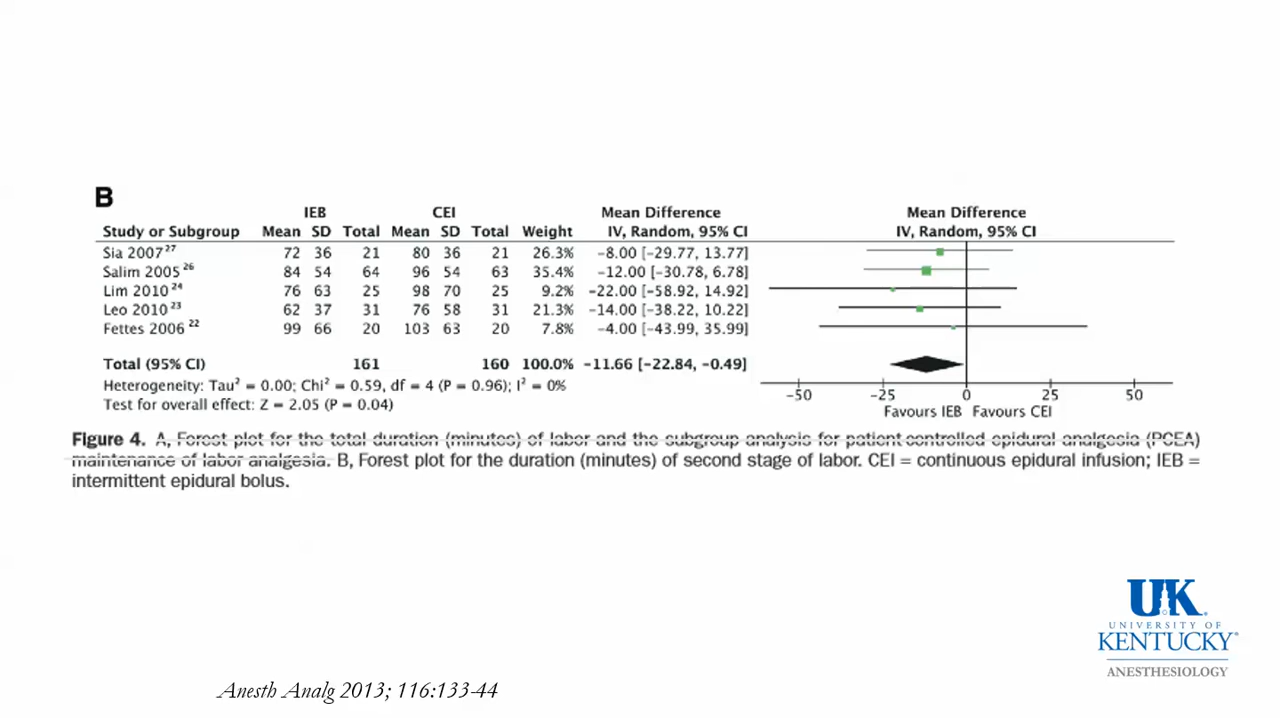 B
IEB CEI Mean Difference Mean Difference
Study or Subgroup Mean SD Total Mean SD Total Weight IV, Random, 95% CI IV, Random, 95% CI
Sia 2007²⁷ 72 36 21 80 36 21 26.3% −8.00 [−29.77, 13.77]
Salim 2005²⁶ 84 54 64 96 54 63 35.4% −12.00 [−30.78, 6.78]
Lim 2010²⁴ 76 63 25 98 70 25 9.2% −22.00 [−58.92, 14.92]
Leo 2010²³ 62 37 31 76 58 31 21.3% −14.00 [−38.22, 10.22]
Fettes 2006²² 99 66 20 103 63 20 7.8% −4.00 [−43.99, 35.99]
Total (95% CI) 161 160 100.0% −11.66 [−22.84, −0.49]
Heterogeneity: Tau² = 0.00; Chi² = 0.59, df = 4 (P = 0.96); I² = 0%
Test for overall effect: Z = 2.05 (P = 0.04)
−50 −25 0 25 50
Favours IEB Favours CEI
Figure 4. A, Forest plot for the total duration (minutes) of labor and the subgroup analysis for patient-controlled epidural analgesia (PCEA)
maintenance of labor analgesia. B, Forest plot for the duration (minutes) of second stage of labor. CEI = continuous epidural infusion; IEB =
intermittent epidural bolus.
UK
UNIVERSITY OF
KENTUCKY®
ANESTHESIOLOGY
Anesth Analg 2013; 116:133-44